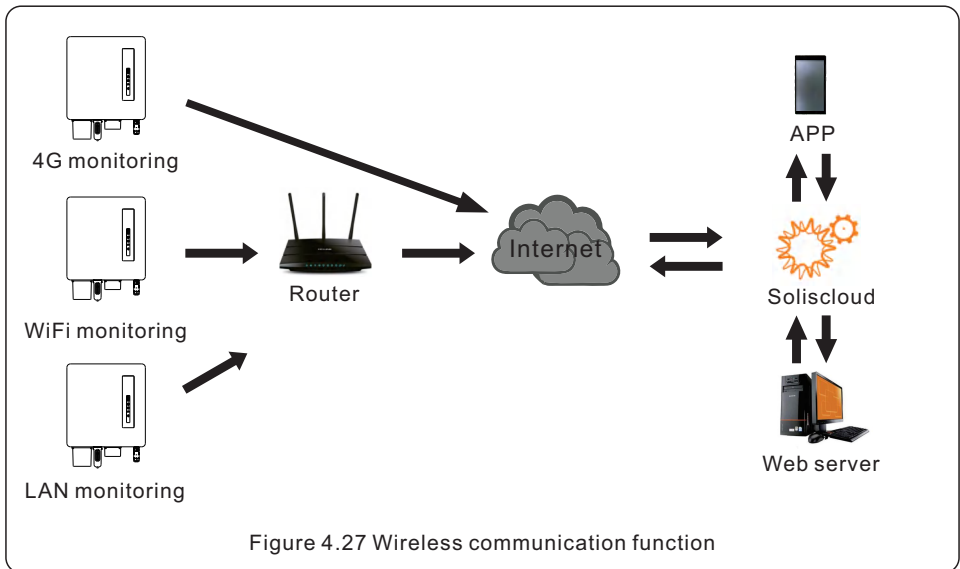 4G monitoring
APP
WiFi monitoring
Router
Internet
Soliscloud
LAN monitoring
Web server
Figure 4.27 Wireless communication function